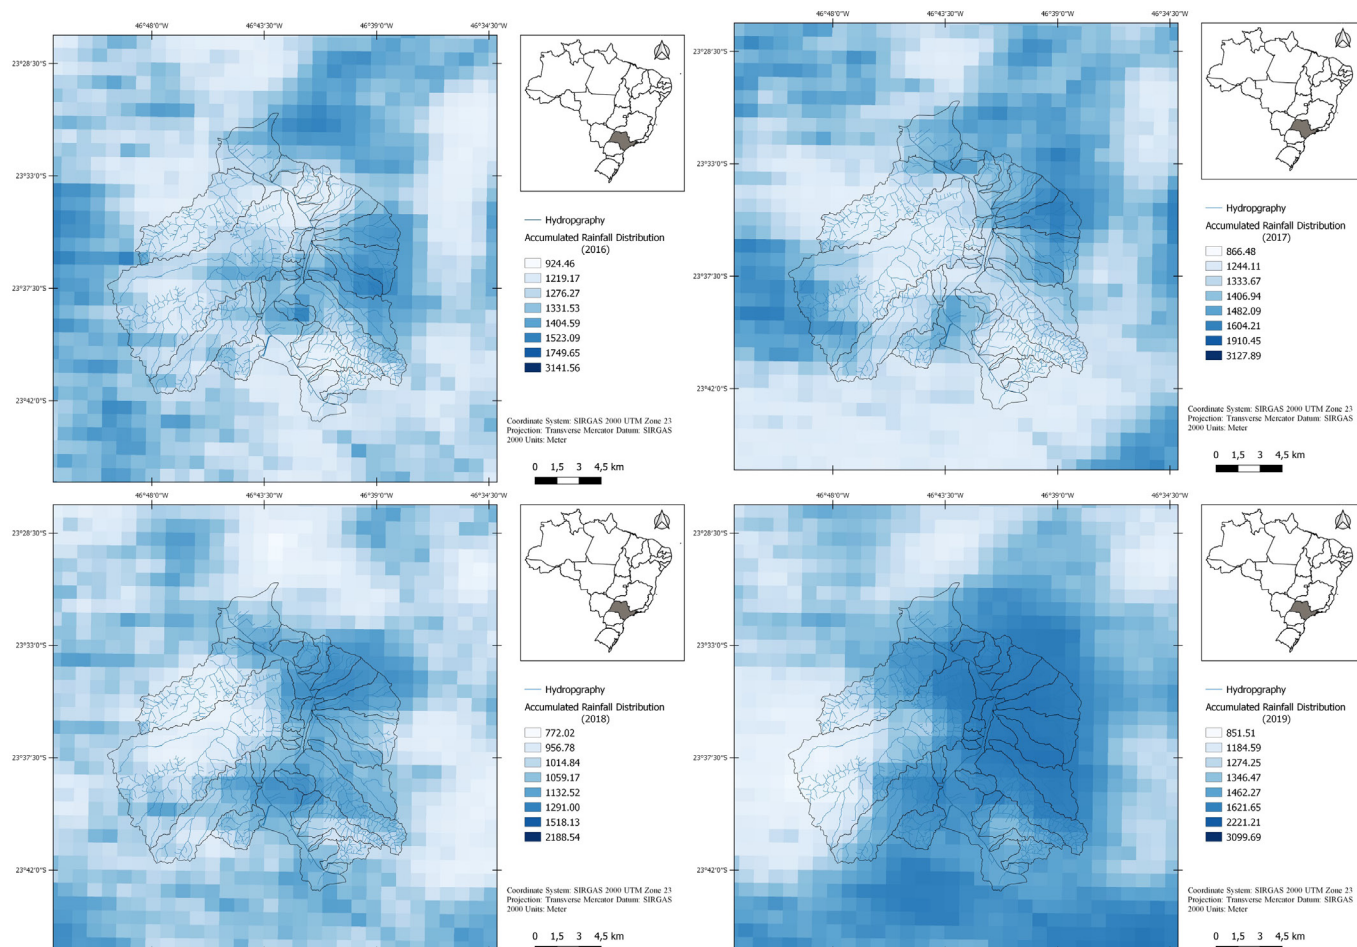 46°48'0"W 46°43'30"W 46°39'0"W 46°34'30"W
23°28'30"S
23°33'0"S
23°37'30"S
23°42'0"S
Hydropgraphy
Accumulated Rainfall Distribution
(2016)
924.46
1219.17
1276.27
1331.53
1404.59
1523.09
1749.65
3141.56
Coordinate System: SIRGAS 2000 UTM Zone 23
Projection: Transverse Mercator Datum: SIRGAS
2000 Units: Meter
0 1,5 3 4,5 km
46°48'0"W 46°43'30"W 46°39'0"W 46°34'30"W
46°48'0"W 46°43'30"W 46°39'0"W 46°34'30"W
23°28'30"S
23°33'0"S
23°37'30"S
23°42'0"S
Hydropgraphy
Accumulated Rainfall Distribution
(2017)
866.48
1244.11
1333.67
1406.94
1482.09
1604.21
1910.45
3127.89
Coordinate System: SIRGAS 2000 UTM Zone 23
Projection: Transverse Mercator Datum: SIRGAS
2000 Units: Meter
0 1,5 3 4,5 km
46°48'0"W 46°43'30"W 46°39'0"W 46°34'30"W
23°28'30"S
23°33'0"S
23°37'30"S
23°42'0"S
Hydropgraphy
Accumulated Rainfall Distribution
(2018)
772.02
956.78
1014.84
1059.17
1132.52
1291.00
1518.13
2188.54
Coordinate System: SIRGAS 2000 UTM Zone 23
Projection: Transverse Mercator Datum: SIRGAS
2000 Units: Meter
0 1,5 3 4,5 km
23°28'30"S
23°33'0"S
23°37'30"S
23°42'0"S
Hydropgraphy
Accumulated Rainfall Distribution
(2019)
851.51
1184.59
1274.25
1346.47
1462.27
1621.65
2221.21
3099.69
Coordinate System: SIRGAS 2000 UTM Zone 23
Projection: Transverse Mercator Datum: SIRGAS
2000 Units: Meter
0 1,5 3 4,5 km